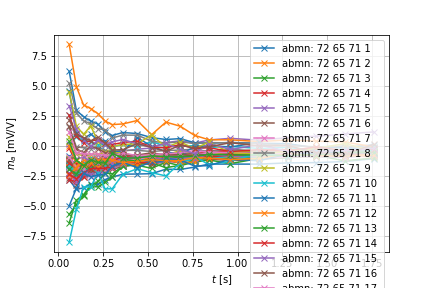 7.5
5.0
2.5
0.0
−2.5
−5.0
−7.5
mₐ [mV/V]
0.00
0.25
0.50
0.75
1.00
t [s]
abmn: 72 65 71 1
abmn: 72 65 71 2
abmn: 72 65 71 3
abmn: 72 65 71 4
abmn: 72 65 71 5
abmn: 72 65 71 6
abmn: 72 65 71 7
abmn: 72 65 71 8
abmn: 72 65 71 9
abmn: 72 65 71 10
abmn: 72 65 71 11
abmn: 72 65 71 12
abmn: 72 65 71 13
abmn: 72 65 71 14
abmn: 72 65 71 15
abmn: 72 65 71 16
abmn: 72 65 71 17